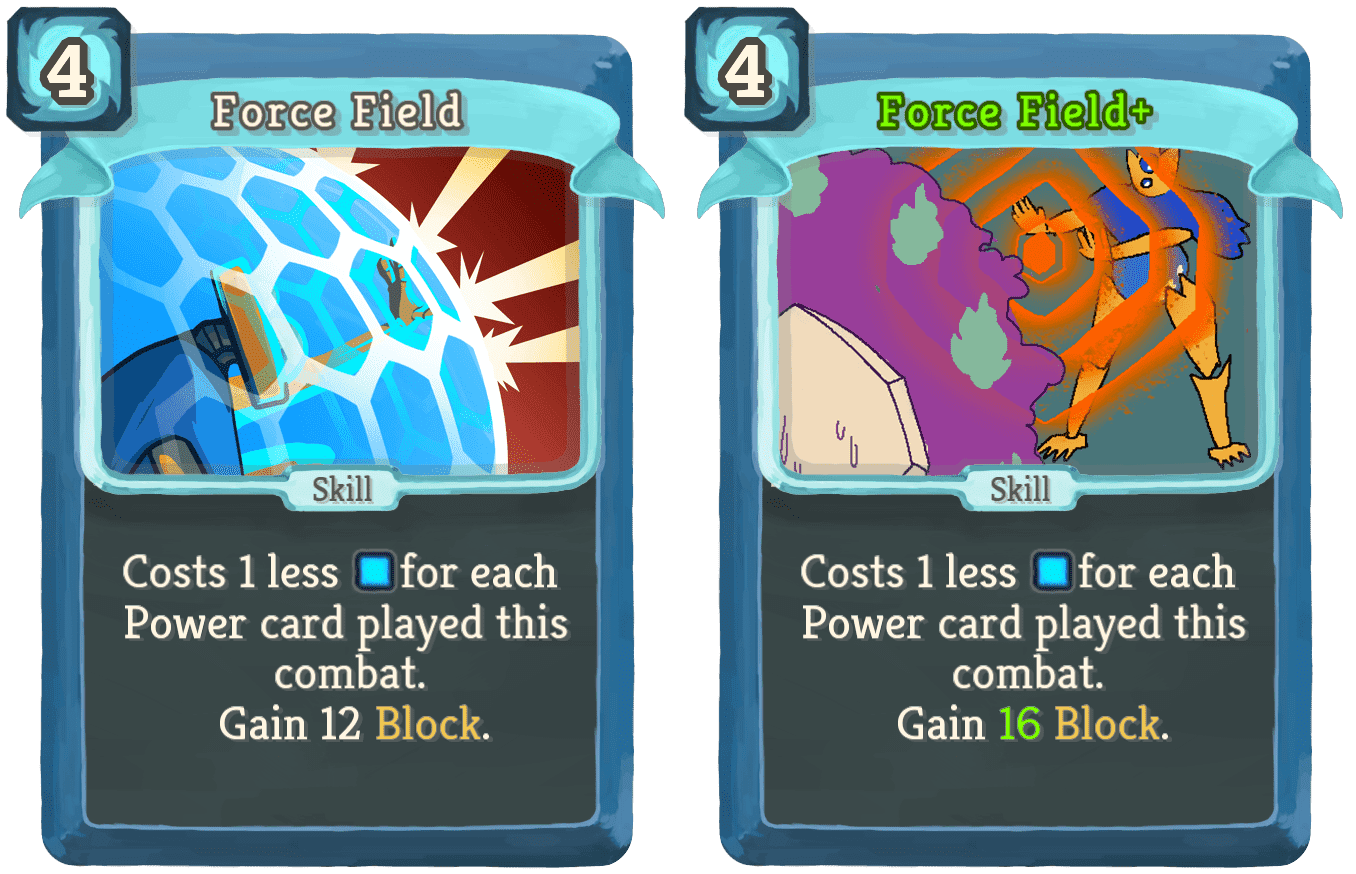 4
Force Field
Skill
Costs 1 less for each
Power card played this
combat.
Gain 12 Block.
4
Force Field+
Skill
Costs 1 less for each
Power card played this
combat.
Gain 16 Block.